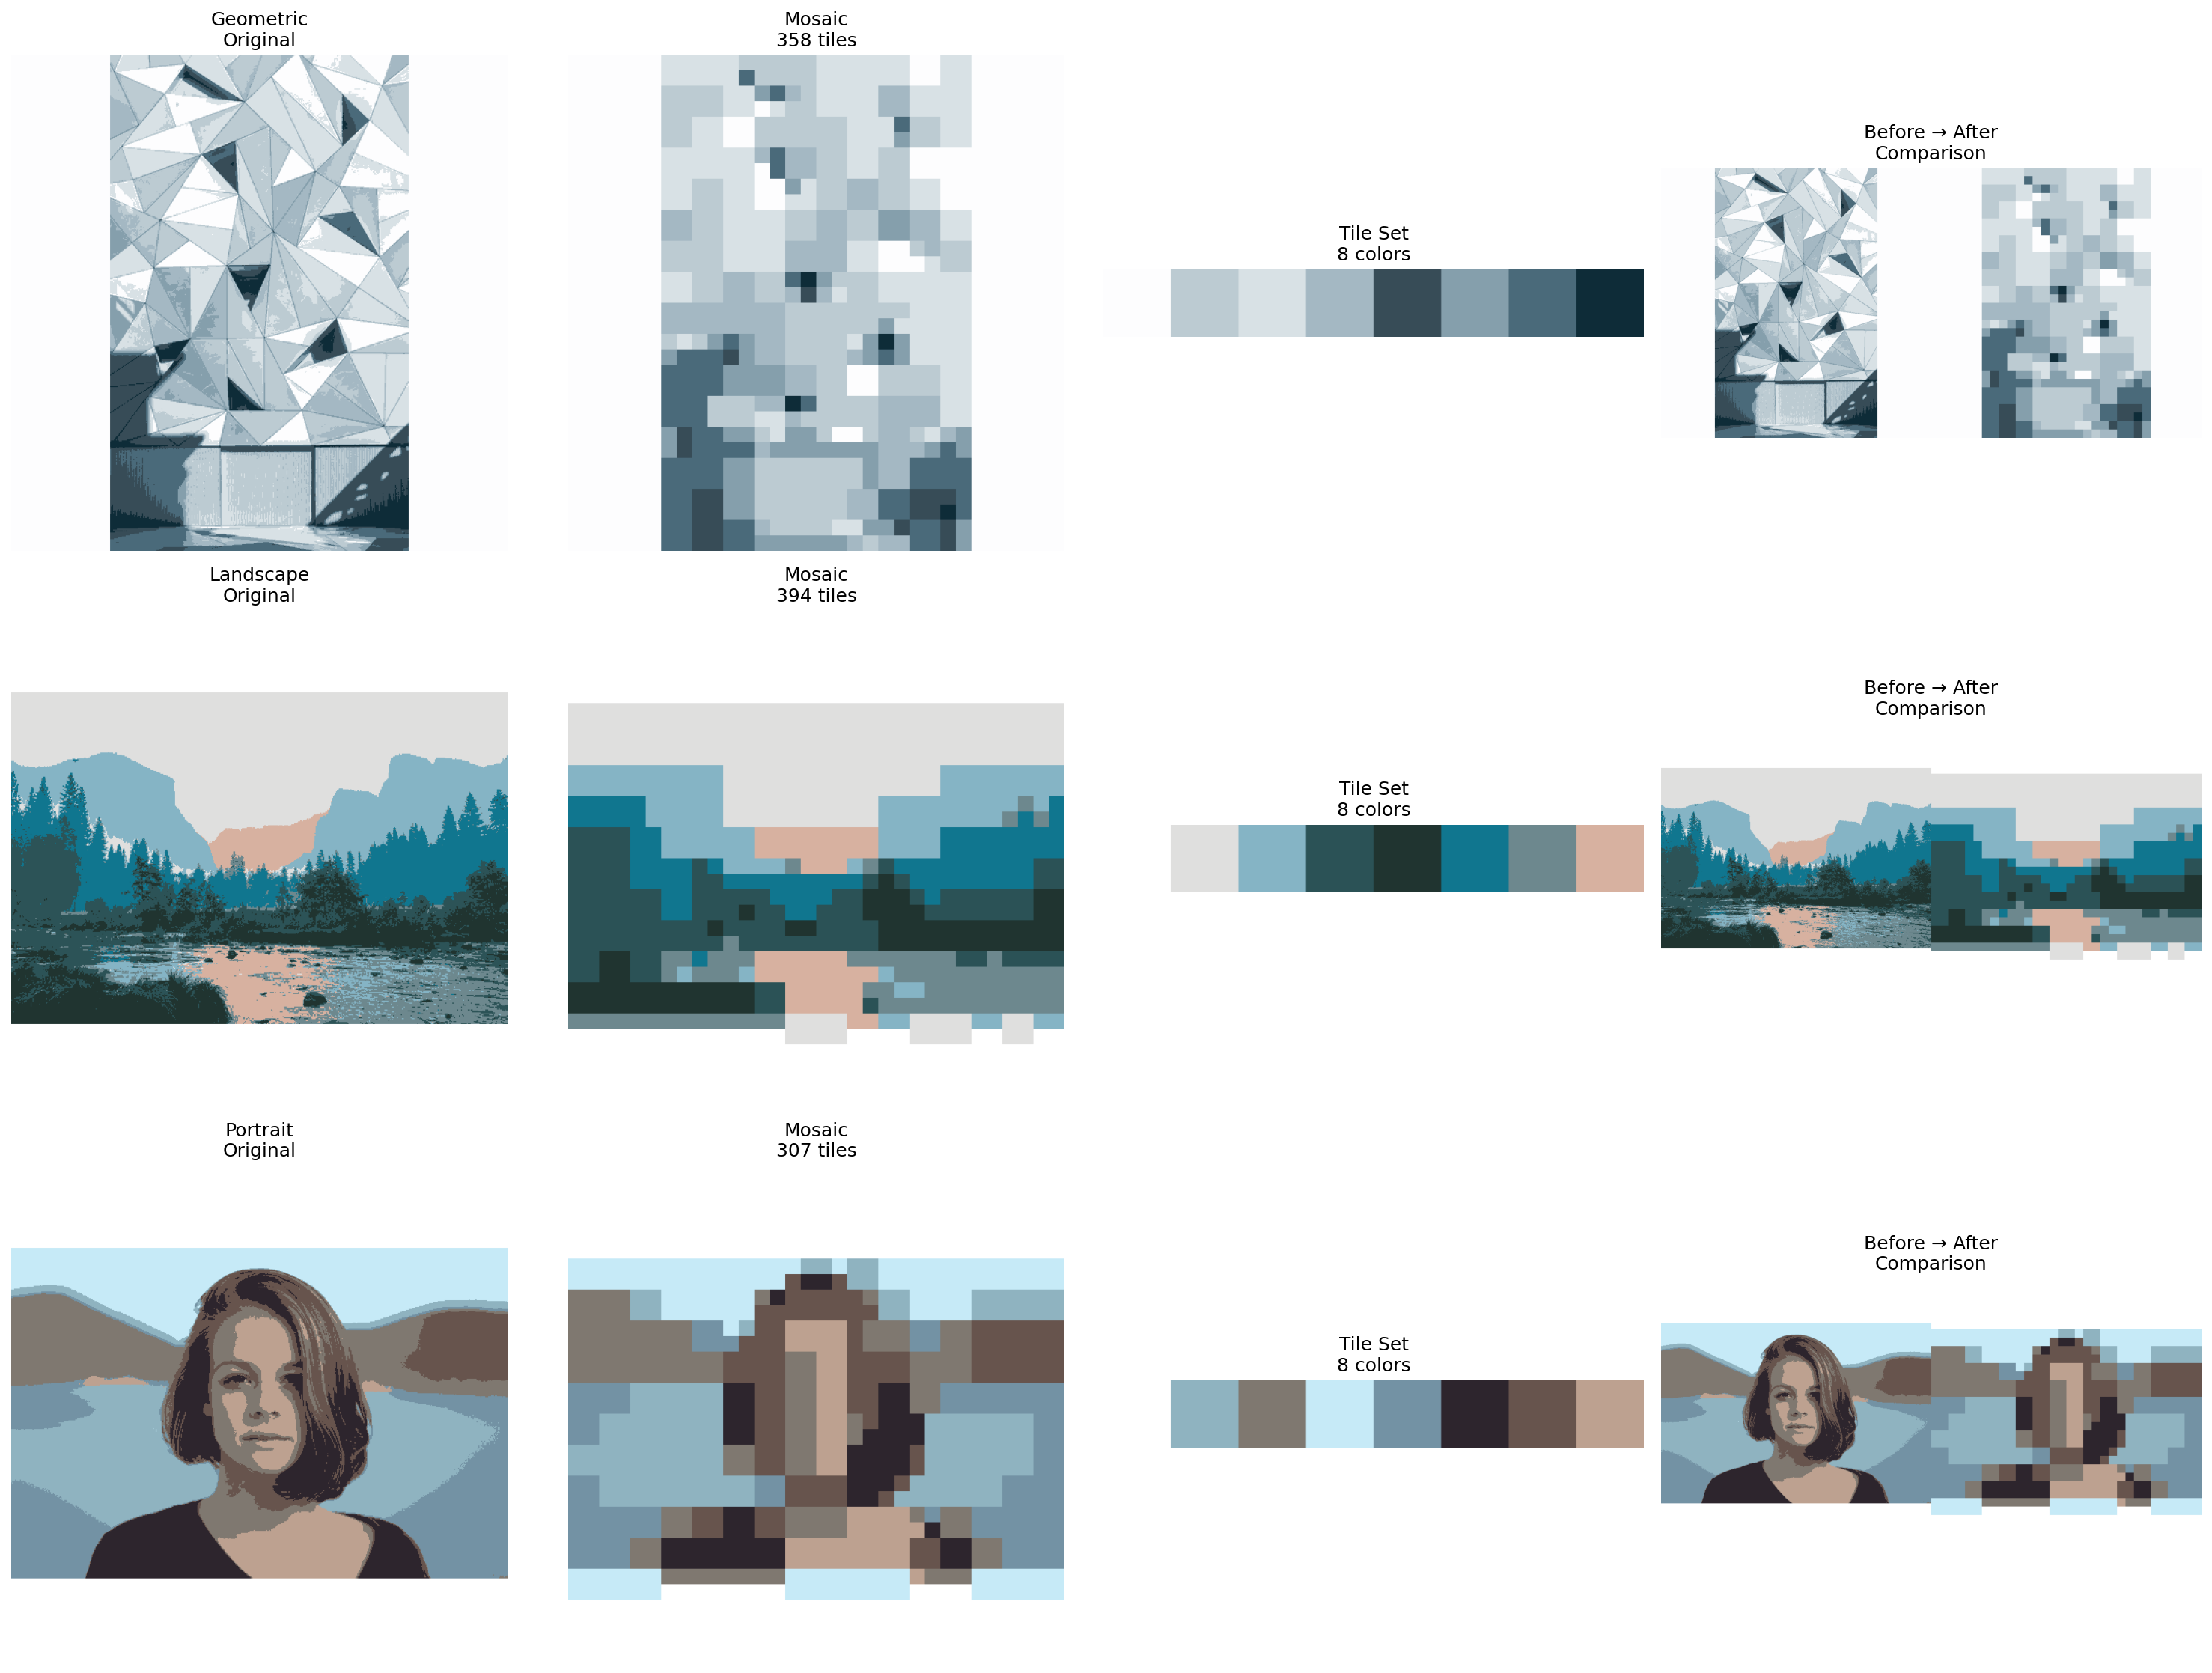 Geometric
Original
Mosaic
358 tiles
Tile Set
8 colors
Before → After
Comparison
Landscape
Original
Mosaic
394 tiles
Tile Set
8 colors
Before → After
Comparison
Portrait
Original
Mosaic
307 tiles
Tile Set
8 colors
Before → After
Comparison